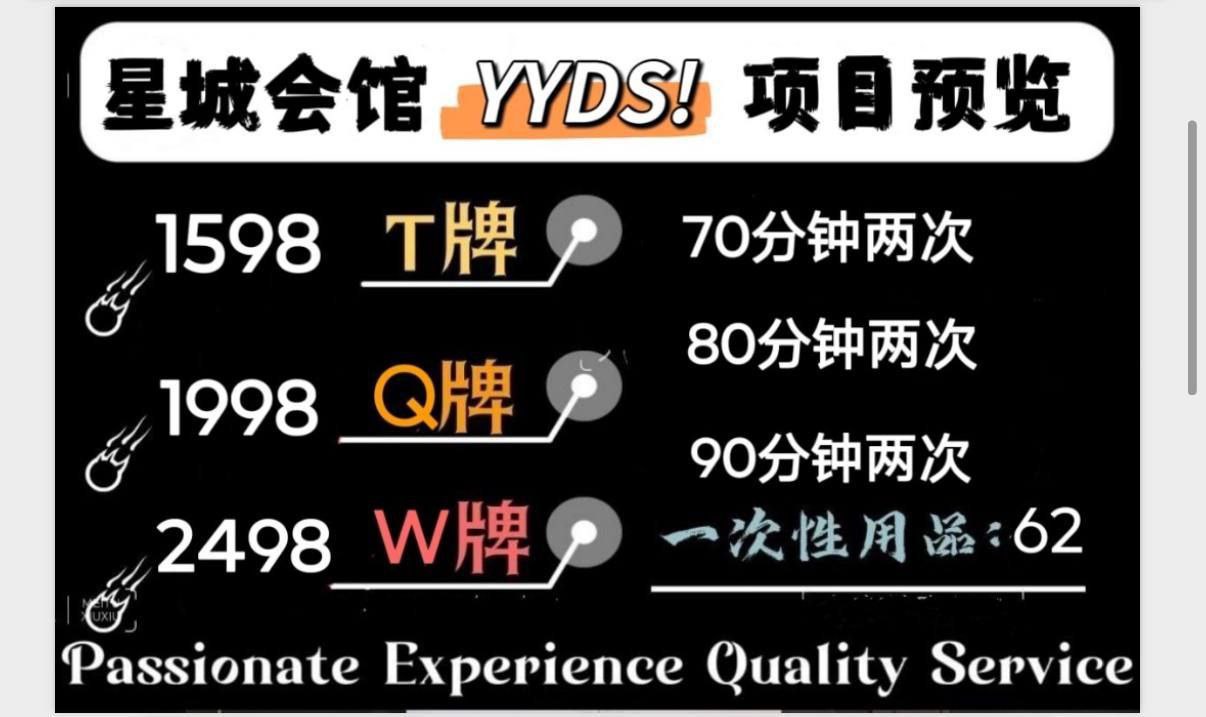 星城会馆 YYDS! 项目预览
1598 T牌 70分钟两次
80分钟两次
1998 Q牌
90分钟两次
2498 W牌 一次性用品:62
XIUXIU
Passionate Experience Quality Service